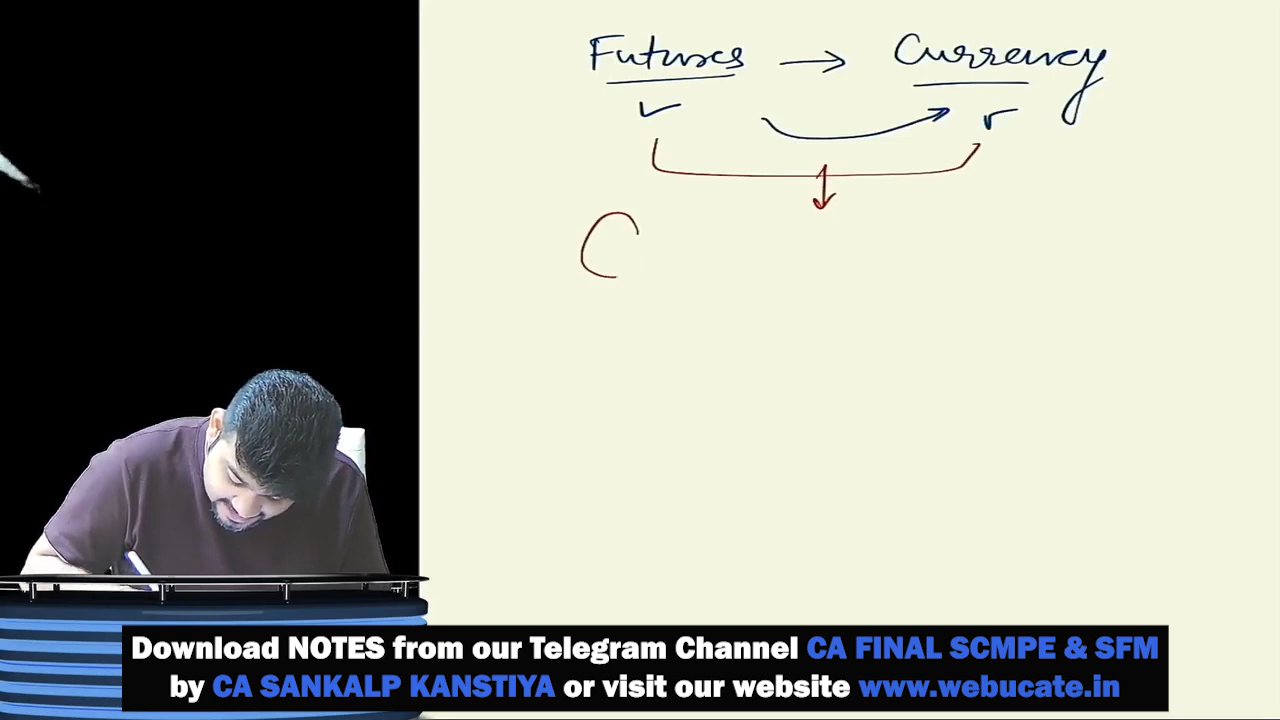 Futures → Currency
C
Download NOTES from our Telegram Channel CA FINAL SCMPE & SFM
by CA SANKALP KANSTIYA or visit our website www.webucate.in